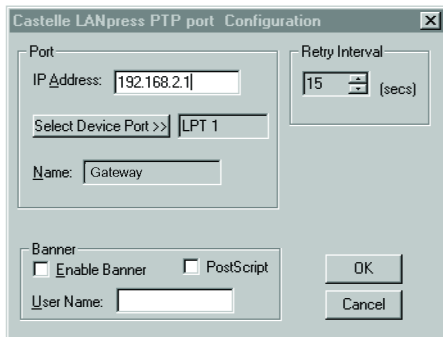 Castelle LANpress PTP port Configuration
Port
IP Address: 192.168.2.1
Select Device Port >> LPT 1
Name: Gateway
Retry Interval
15 (secs)
Banner
Enable Banner PostScript
User Name:
OK
Cancel